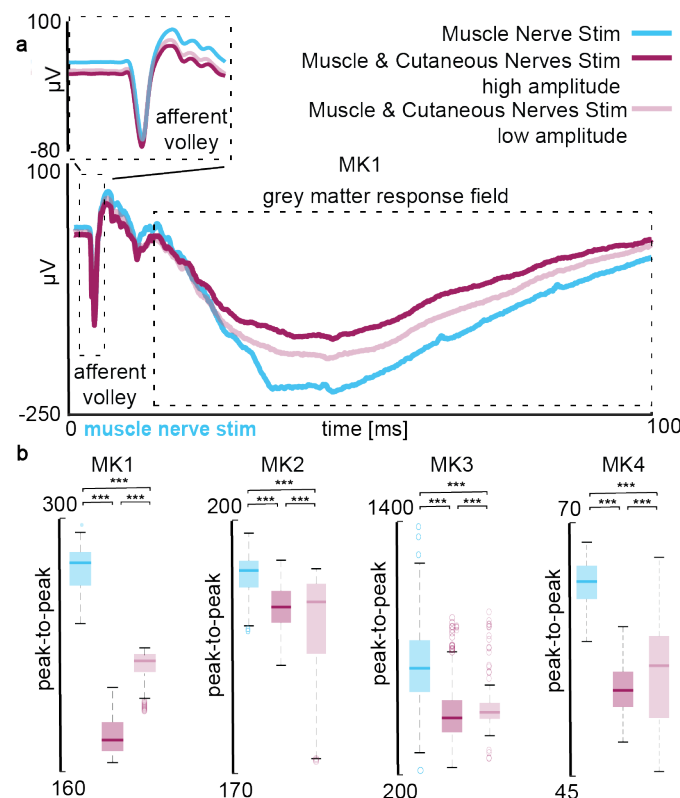 a
100
µV
-80
afferent
volley
Muscle Nerve Stim
Muscle & Cutaneous Nerves Stim
high amplitude
Muscle & Cutaneous Nerves Stim
low amplitude
MK1
grey matter response field
100
µV
-250
afferent
volley
0
muscle nerve stim
time [ms]
100
b
MK1
***
*** ***
300
peak-to-peak
160
MK2
***
*** ***
200
peak-to-peak
170
MK3
***
*** ***
1400
peak-to-peak
200
MK4
***
*** ***
70
peak-to-peak
45